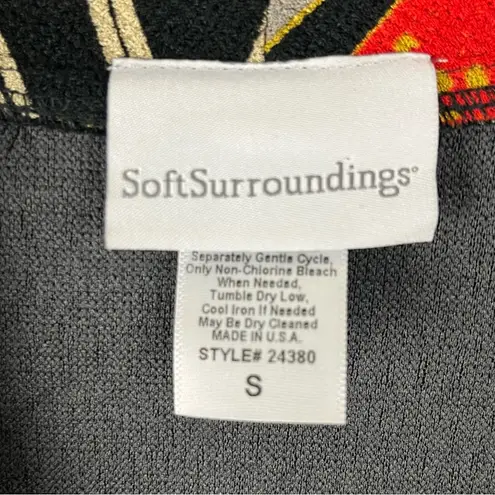 SoftSurroundings®
Separately Gentle Cycle,
Only Non-Chlorine Bleach
When Needed,
Tumble Dry Low,
Cool Iron If Needed
May Be Dry Cleaned
MADE IN U.S.A.
STYLE# 24380
S